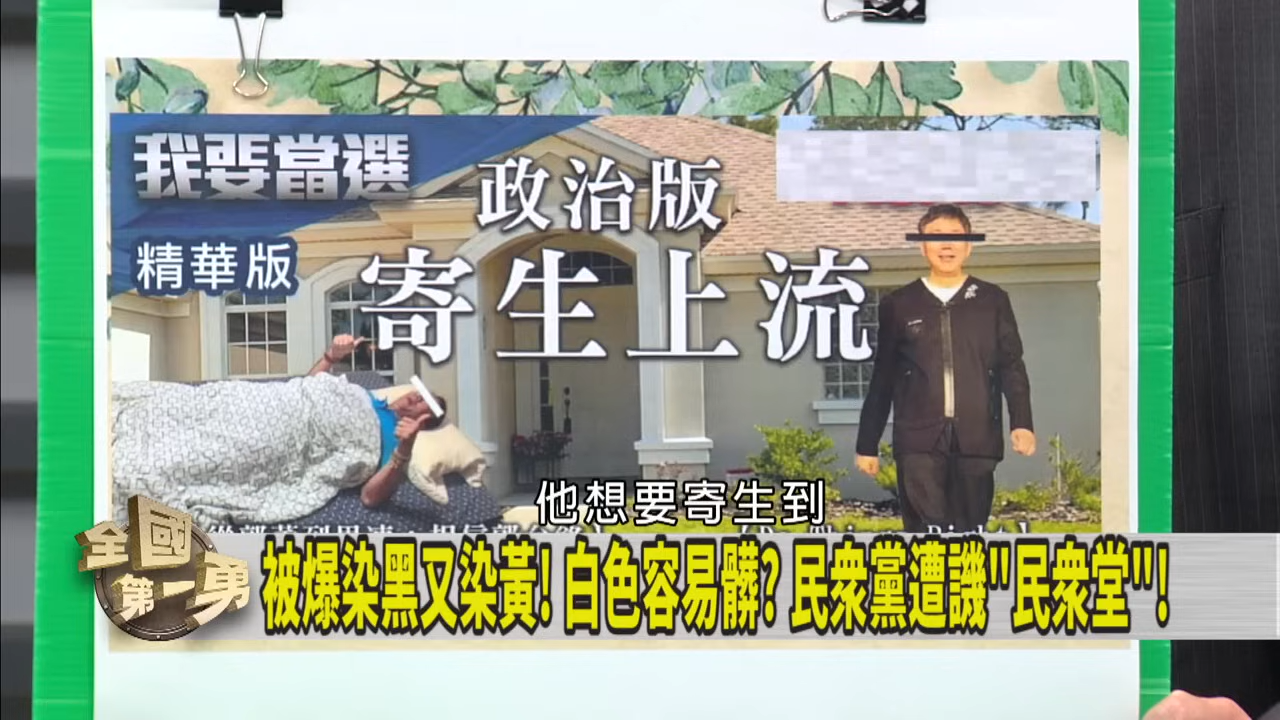 我要當選
政治版
精華版
寄生上流
他想要寄生到
全國
第一勇
被爆染黑又染黃! 白色容易髒? 民眾黨遭譏"民眾堂"!